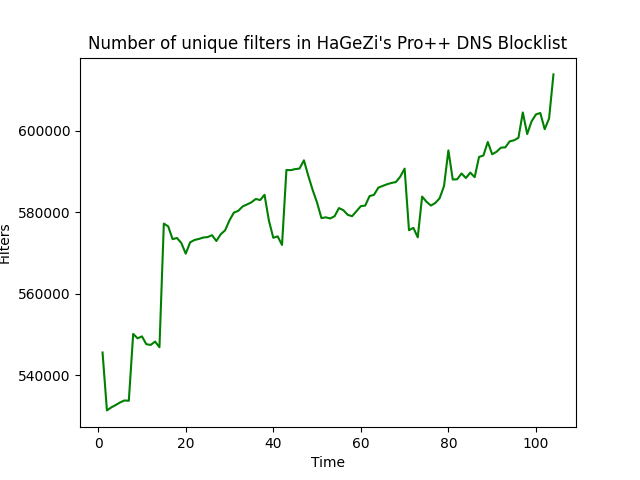 Number of unique filters in HaGeZi's Pro++ DNS Blocklist
600000
580000
560000
540000
Filters
0 20 40 60 80 100
Time